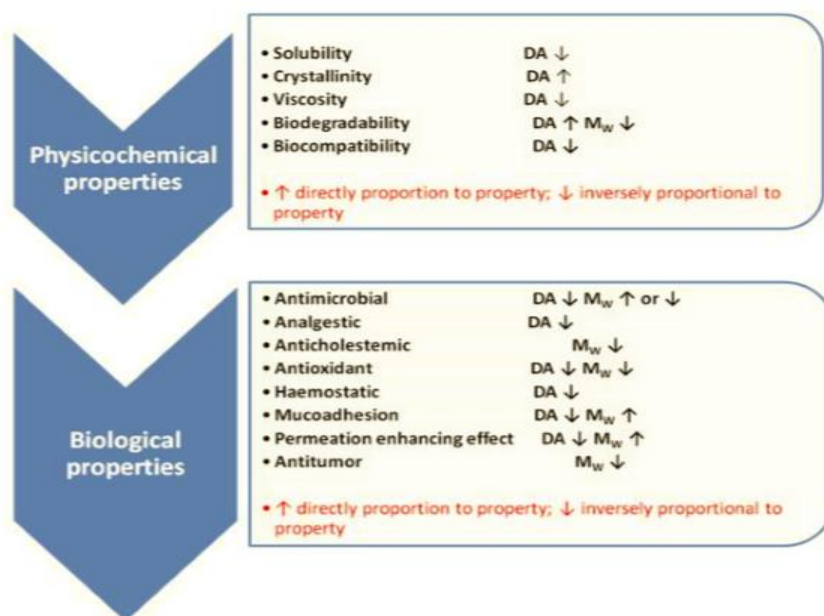 Physicochemical
properties
• Solubility DA ↓
• Crystallinity DA ↑
• Viscosity DA ↓
• Biodegradability DA ↑ Mw ↓
• Biocompatibility DA ↓
• ↑ directly proportion to property; ↓ inversely proportional to
property
Biological
properties
• Antimicrobial DA ↓ Mw ↑ or ↓
• Analgestic DA ↓
• Anticholestemic Mw ↓
• Antioxidant DA ↓ Mw ↓
• Haemostatic DA ↓
• Mucoadhesion DA ↓ Mw ↑
• Permeation enhancing effect DA ↓ Mw ↑
• Antitumor Mw ↓
• ↑ directly proportion to property; ↓ inversely proportional to
property